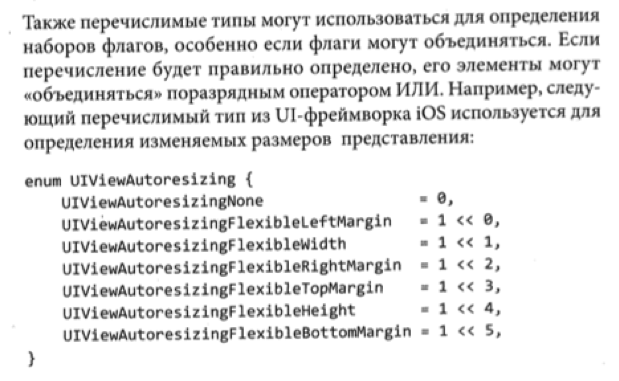 Также перечислимые типы могут использоваться для определения
наборов флагов, особенно если флаги могут объединяться. Если
перечисление будет правильно определено, его элементы могут
«объединяться» поразрядным оператором ИЛИ. Например, следу-
ющий перечислимый тип из UI-фреймворка iOS используется для
определения изменяемых размеров представления:
enum UIViewAutoresizing {
    UIViewAutoresizingNone                 = 0,
    UIViewAutoresizingFlexibleLeftMargin   = 1 << 0,
    UIViewAutoresizingFlexibleWidth        = 1 << 1,
    UIViewAutoresizingFlexibleRightMargin  = 1 << 2,
    UIViewAutoresizingFlexibleTopMargin    = 1 << 3,
    UIViewAutoresizingFlexibleHeight       = 1 << 4,
    UIViewAutoresizingFlexibleBottomMargin = 1 << 5,
}